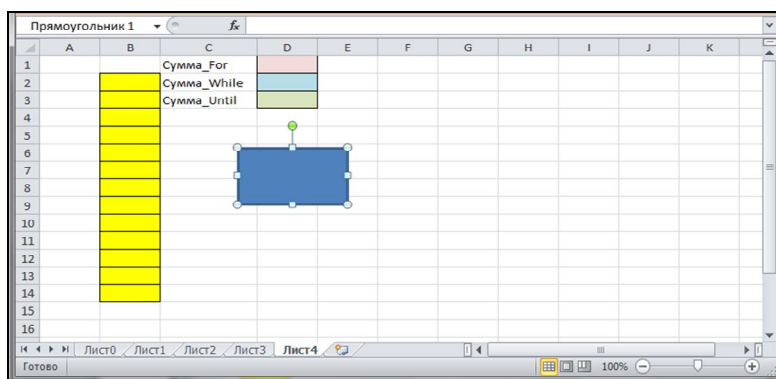 Прямоугольник 1 fx
A B C D E F G H I J K
1 Сумма_For
2 Сумма_While
3 Сумма_Until
4
5
6
7
8
9
10
11
12
13
14
15
16
Лист0 Лист1 Лист2 Лист3 Лист4
Готово 100%